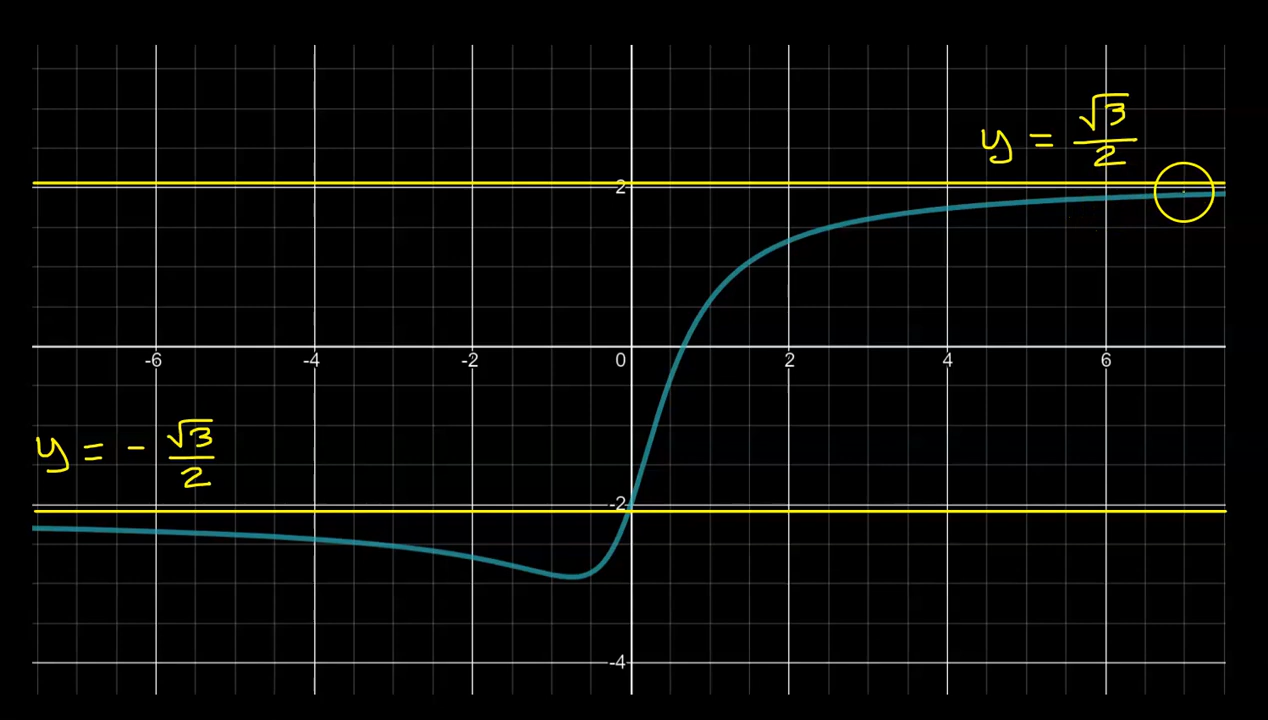 y = √3/2
2
-6 -4 -2 0 2 4 6
y = - √3/2
-2
-4